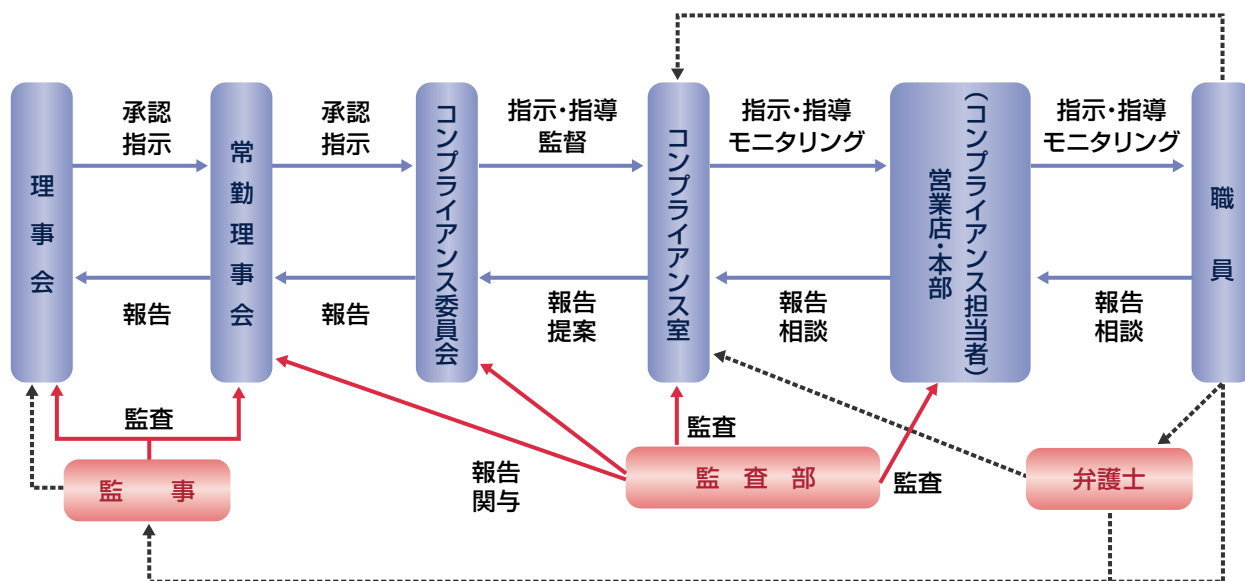 理事会
承認
指示
報告
常勤理事会
承認
指示
報告
コンプライアンス委員会
指示・指導
監督
報告
提案
コンプライアンス室
指示・指導
モニタリング
報告
相談
営業店・本部
（コンプライアンス担当者）
指示・指導
モニタリング
報告
相談
職員
監査
監事
報告
関与
監査
監査部
監査
弁護士